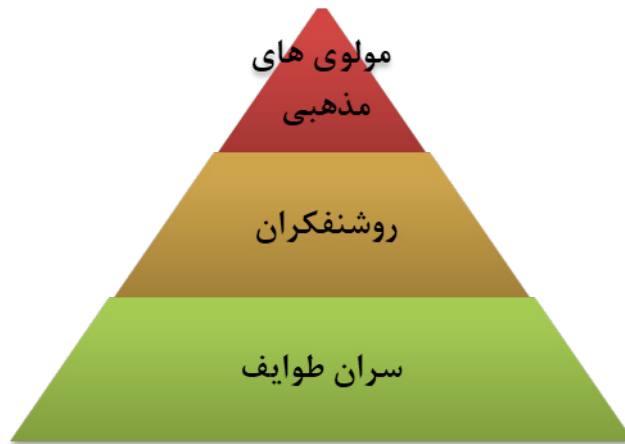 مولوی های
مذهبی
روشنفکران
سران طوایف